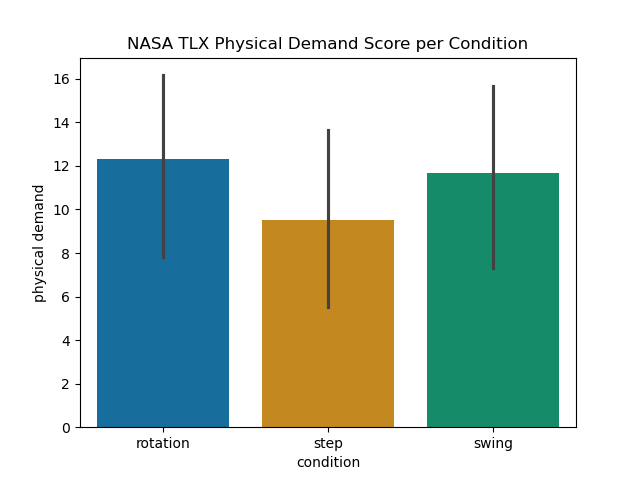 NASA TLX Physical Demand Score per Condition
16
14
12
10
8
6
4
2
0
physical demand
rotation
step
swing
condition